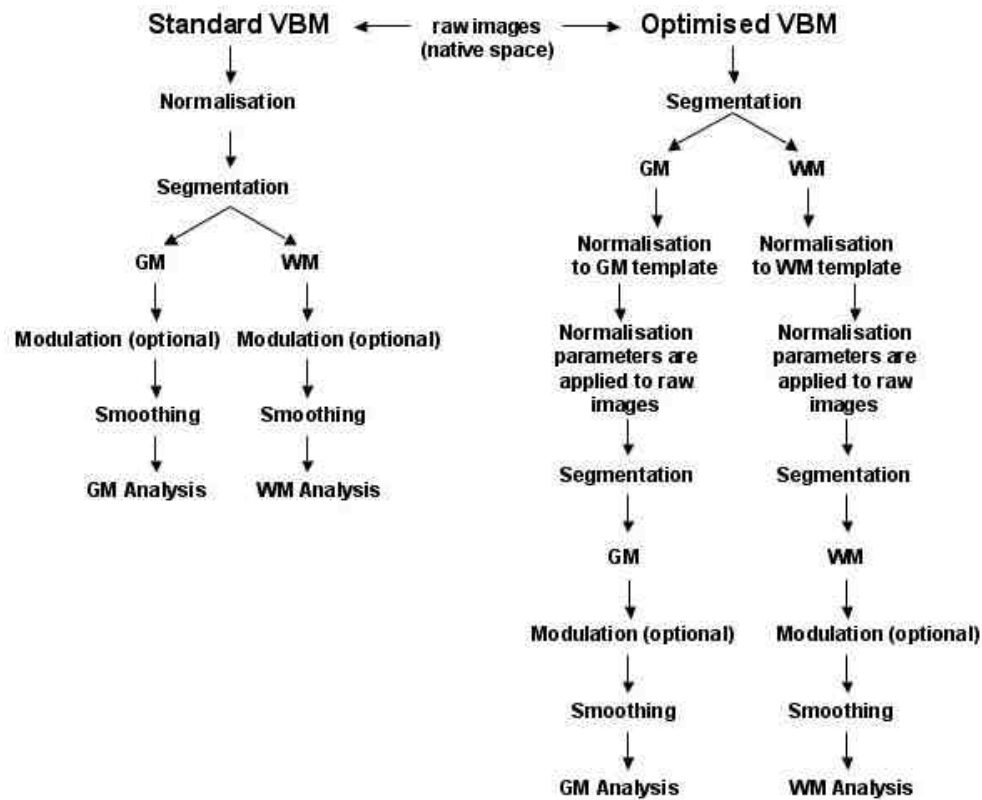 Standard VBM
raw images
(native space)
Optimised VBM
Normalisation
Segmentation
GM
WM
Modulation (optional)
Modulation (optional)
Smoothing
Smoothing
GM Analysis
WM Analysis
Segmentation
GM
WM
Normalisation
to GM template
Normalisation
to WM template
Normalisation
parameters are
applied to raw
images
Normalisation
parameters are
applied to raw
images
Segmentation
Segmentation
GM
WM
Modulation (optional)
Modulation (optional)
Smoothing
Smoothing
GM Analysis
WM Analysis